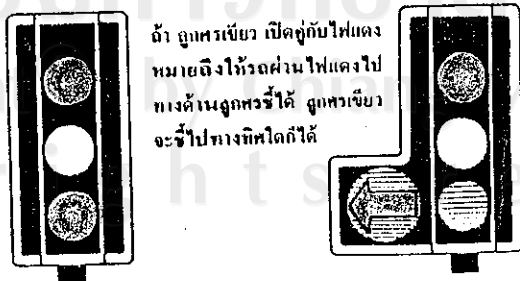 ถ้า ลูกศรเขียว เปิดคู่กับไฟแดง
หมายถึงให้รถผ่านไฟแดงไป
ทางด้านลูกศรชี้ได้ ลูกศรเขียว
จะชี้ไปทางทิศใดก็ได้